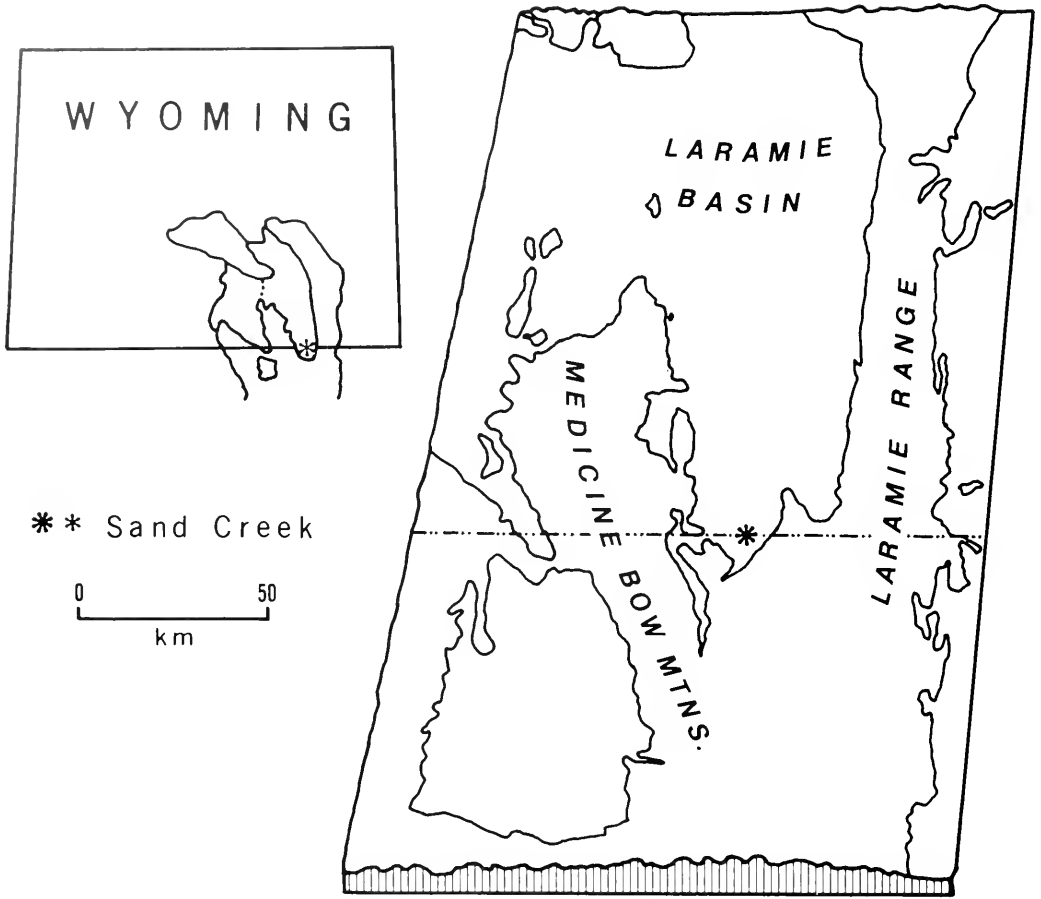 WYOMING
LARAMIE
BASIN
LARAMIE RANGE
MEDICINE BOW MTNS.
✱ * Sand Creek
0 50
km